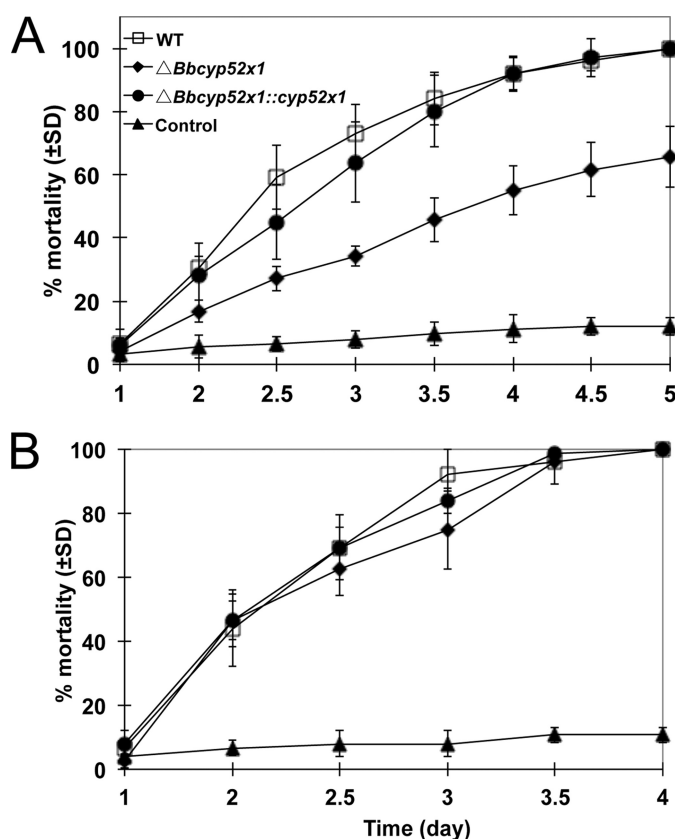 A
WT
△Bbcyp52x1
△Bbcyp52x1::cyp52x1
Control
% mortality (±SD)
100
80
60
40
20
0
1 2 2.5 3 3.5 4 4.5 5
B
% mortality (±SD)
100
80
60
40
20
0
1 2 2.5 3 3.5 4
Time (day)